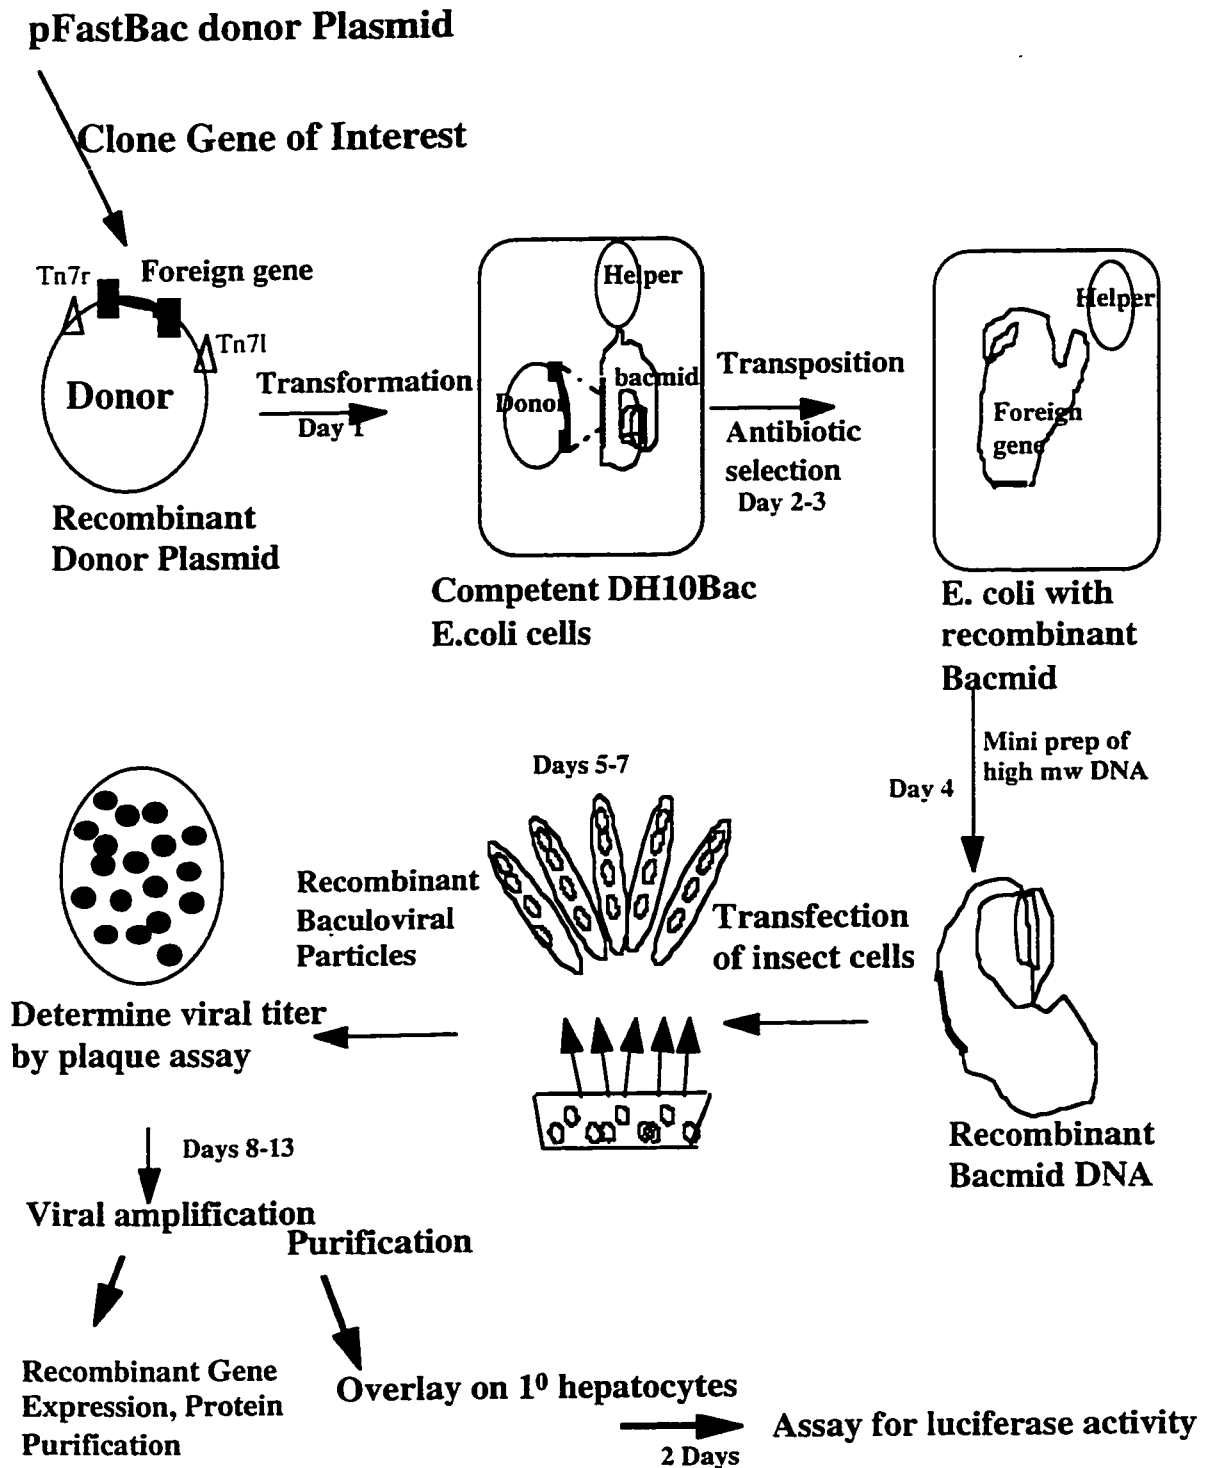 pFastBac donor Plasmid
Clone Gene of Interest
Tn7r
Foreign gene
Tn7l
Donor
Transformation
Day 1
Recombinant
Donor Plasmid
Helper
bacmid
Donor
Competent DH10Bac
E.coli cells
Transposition
Antibiotic
selection
Day 2-3
Helper
Foreign
gene
E. coli with
recombinant
Bacmid
Mini prep of
high mw DNA
Day 4
Recombinant
Bacmid DNA
Transfection
of insect cells
Days 5-7
Recombinant
Baculoviral
Particles
Determine viral titer
by plaque assay
Days 8-13
Viral amplification
Purification
Recombinant Gene
Expression, Protein
Purification
Overlay on 1⁰ hepatocytes
2 Days
Assay for luciferase activity